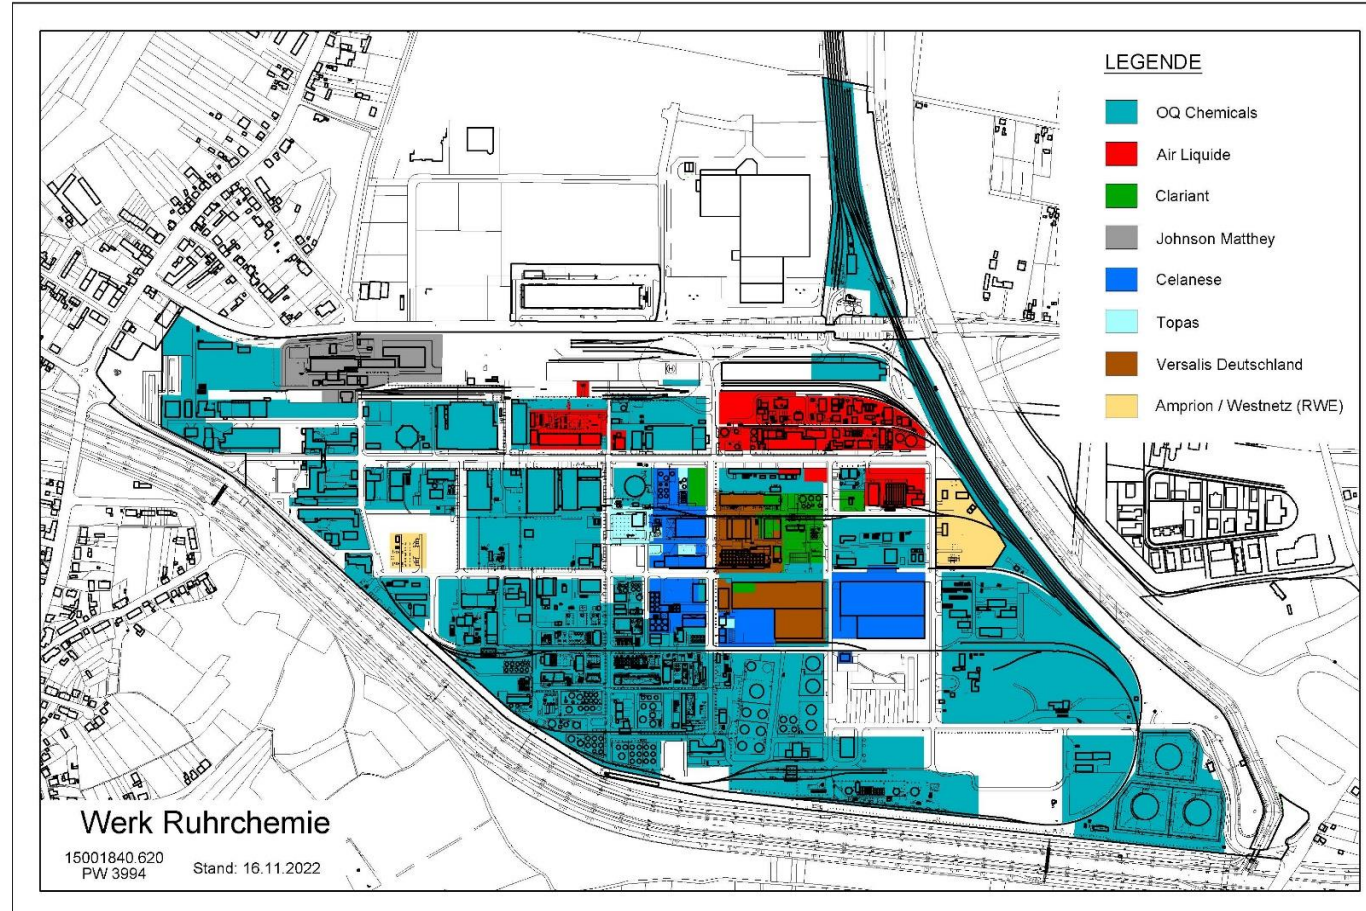 LEGENDE
OQ Chemicals
Air Liquide
Clariant
Johnson Matthey
Celanese
Topas
Versalis Deutschland
Amprion / Westnetz (RWE)
Werk Ruhrchemie
15001840.620
PW 3994
Stand: 16.11.2022